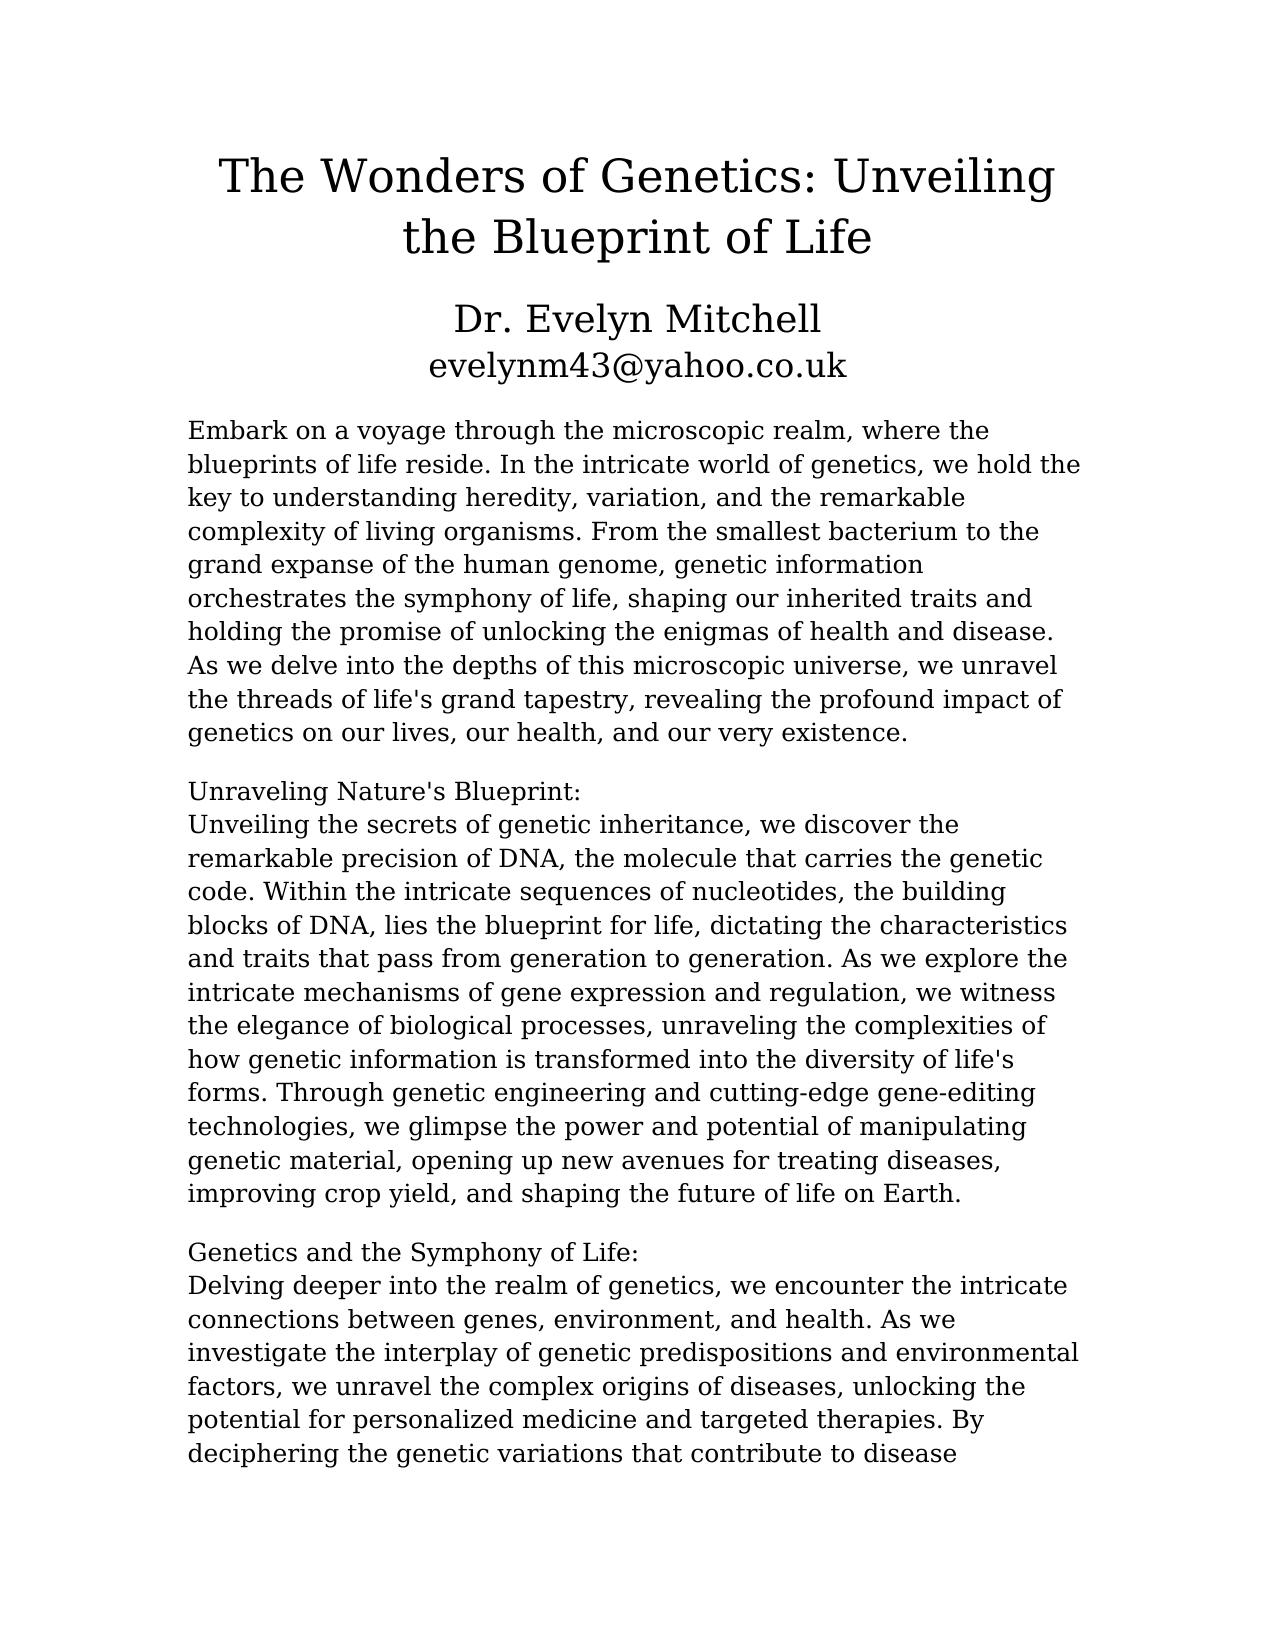 The Wonders of Genetics: Unveiling
the Blueprint of Life
Dr. Evelyn Mitchell
evelynm43@yahoo.co.uk
Embark on a voyage through the microscopic realm, where the
blueprints of life reside. In the intricate world of genetics, we hold the
key to understanding heredity, variation, and the remarkable
complexity of living organisms. From the smallest bacterium to the
grand expanse of the human genome, genetic information
orchestrates the symphony of life, shaping our inherited traits and
holding the promise of unlocking the enigmas of health and disease.
As we delve into the depths of this microscopic universe, we unravel
the threads of life's grand tapestry, revealing the profound impact of
genetics on our lives, our health, and our very existence.
Unraveling Nature's Blueprint:
Unveiling the secrets of genetic inheritance, we discover the
remarkable precision of DNA, the molecule that carries the genetic
code. Within the intricate sequences of nucleotides, the building
blocks of DNA, lies the blueprint for life, dictating the characteristics
and traits that pass from generation to generation. As we explore the
intricate mechanisms of gene expression and regulation, we witness
the elegance of biological processes, unraveling the complexities of
how genetic information is transformed into the diversity of life's
forms. Through genetic engineering and cutting-edge gene-editing
technologies, we glimpse the power and potential of manipulating
genetic material, opening up new avenues for treating diseases,
improving crop yield, and shaping the future of life on Earth.
Genetics and the Symphony of Life:
Delving deeper into the realm of genetics, we encounter the intricate
connections between genes, environment, and health. As we
investigate the interplay of genetic predispositions and environmental
factors, we unravel the complex origins of diseases, unlocking the
potential for personalized medicine and targeted therapies. By
deciphering the genetic variations that contribute to disease